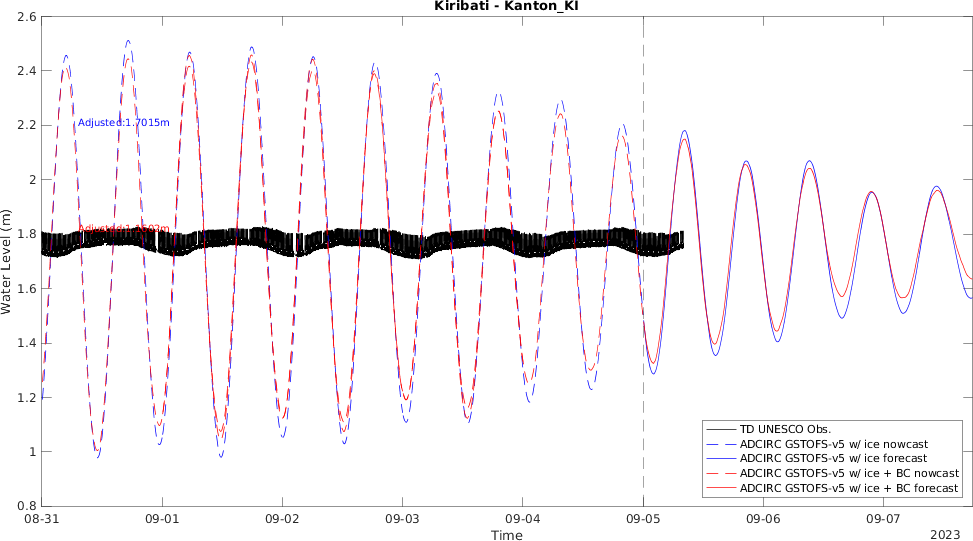 Kiribati - Kanton_KI
2.6
2.4
2.2
2
1.8
1.6
1.4
1.2
1
0.8
Water Level (m)
Adjusted:1.7015m
TD UNESCO Obs.
ADCIRC GSTOFS-v5 w/ ice nowcast
ADCIRC GSTOFS-v5 w/ ice forecast
ADCIRC GSTOFS-v5 w/ ice + BC nowcast
ADCIRC GSTOFS-v5 w/ ice + BC forecast
08-31
09-01
09-02
09-03
09-04
09-05
09-06
09-07
Time
2023